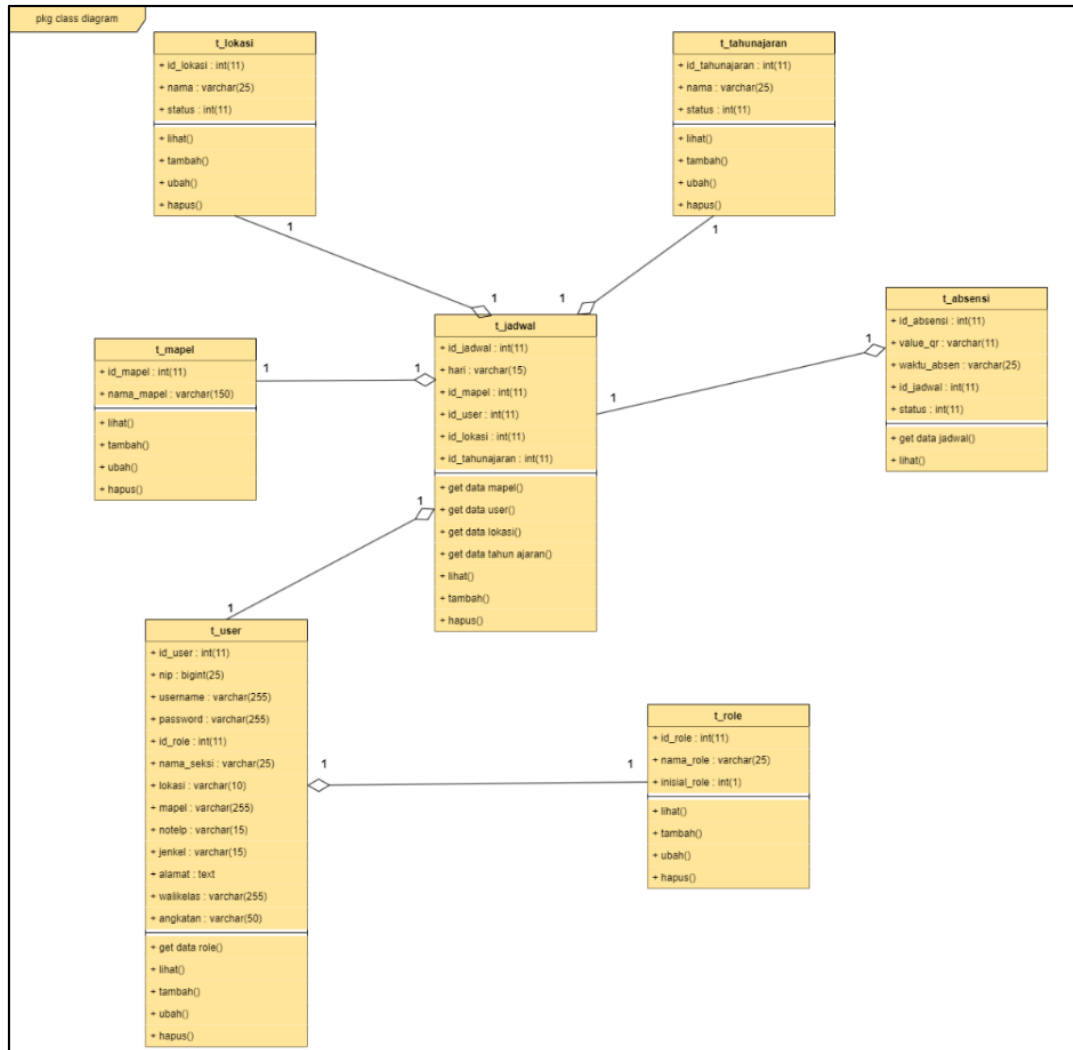 pkg class diagram
t_lokasi
+ id_lokasi : int(11)
+ nama : varchar(25)
+ status : int(11)
+ lihat()
+ tambah()
+ ubah()
+ hapus()
1
1
t_tahunajaran
+ id_tahunajaran : int(11)
+ nama : varchar(25)
+ status : int(11)
+ lihat()
+ tambah()
+ ubah()
+ hapus()
1
1
t_mapel
+ id_mapel : int(11)
+ nama_mapel : varchar(150)
+ lihat()
+ tambah()
+ ubah()
+ hapus()
1
1
t_jadwal
+ id_jadwal : int(11)
+ hari : varchar(15)
+ id_mapel : int(11)
+ id_user : int(11)
+ id_lokasi : int(11)
+ id_tahunajaran : int(11)
+ get data mapel()
+ get data user()
+ get data lokasi()
+ get data tahun ajaran()
+ lihat()
+ tambah()
+ hapus()
1
1
t_absensi
+ id_absensi : int(11)
+ value_qr : varchar(11)
+ waktu_absen : varchar(25)
+ id_jadwal : int(11)
+ status : int(11)
+ get data jadwal()
+ lihat()
1
1
t_user
+ id_user : int(11)
+ nip : bigint(25)
+ username : varchar(255)
+ password : varchar(255)
+ id_role : int(11)
+ nama_seksi : varchar(25)
+ lokasi : varchar(10)
+ mapel : varchar(255)
+ notelp : varchar(15)
+ jenkel : varchar(15)
+ alamat : text
+ walikelas : varchar(255)
+ angkatan : varchar(50)
+ get data role()
+ lihat()
+ tambah()
+ ubah()
+ hapus()
1
1
t_role
+ id_role : int(11)
+ nama_role : varchar(25)
+ inisial_role : int(1)
+ lihat()
+ tambah()
+ ubah()
+ hapus()